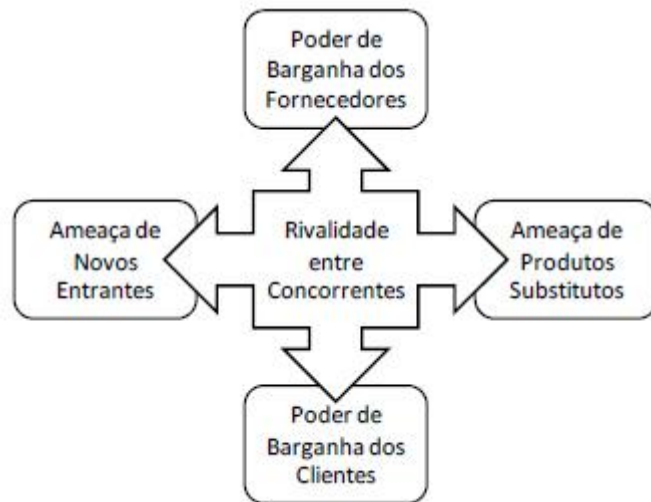 Poder de
Barganha dos
Fornecedores
Ameaça de
Novos
Entrantes
Rivalidade
entre
Concorrentes
Ameaça de
Produtos
Substitutos
Poder de
Barganha dos
Clientes